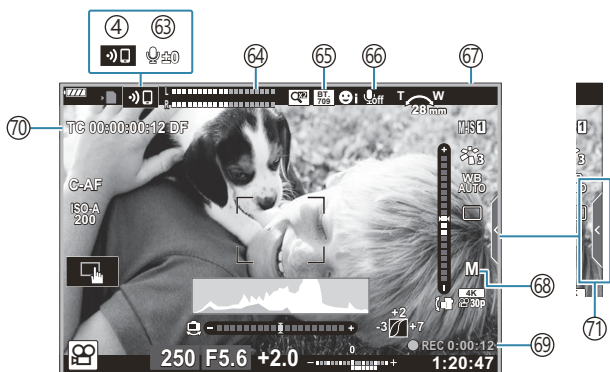 ④ 63
±0
64 65 66 67
L
R
x2 BT.709 i off T W
28mm
70
TC 00:00:00:12 DF
M-IS 1
3
C-AF
WB AUTO
ISO-A
200
M
68
4K
30p
+2
-3 +7
REC 0:00:12
69
71
250 F5.6 +2.0 - 0 + 1:20:47